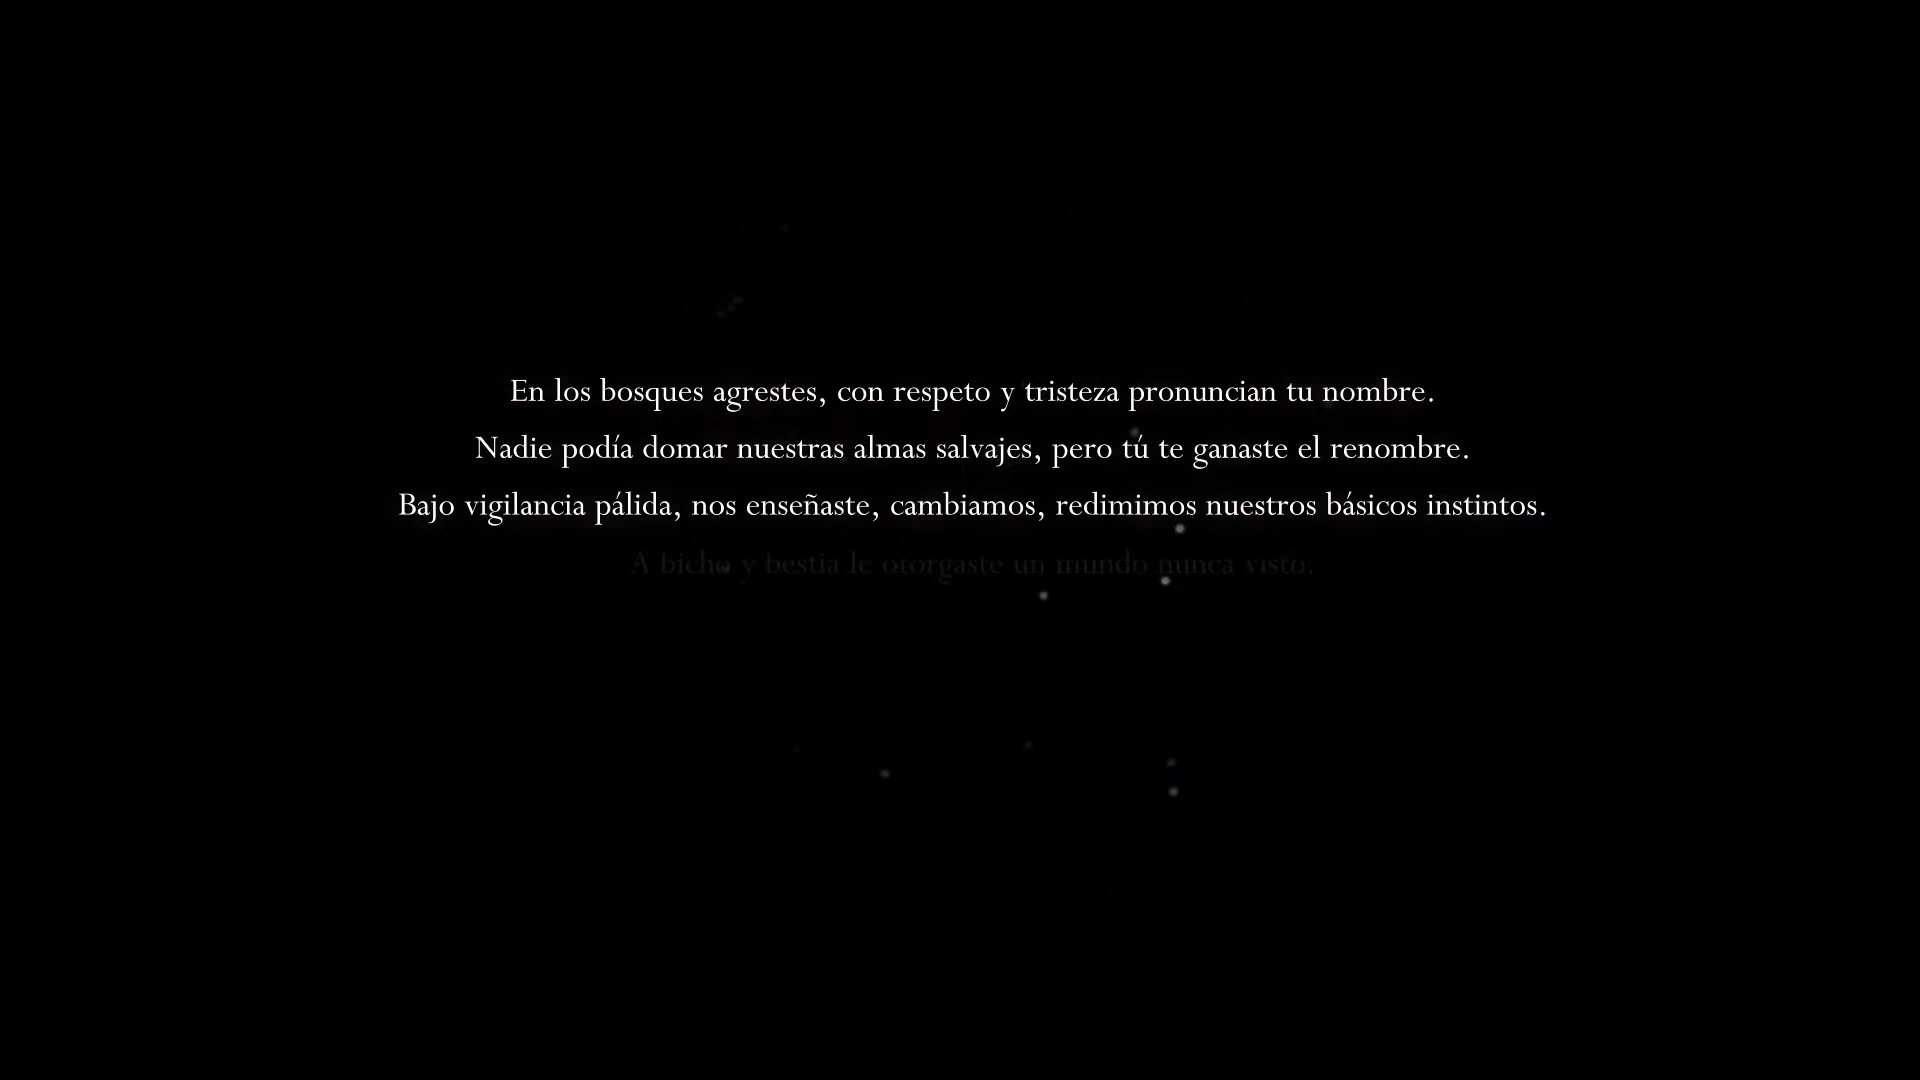 En los bosques agrestes, con respeto y tristeza pronuncian tu nombre.
Nadie podía domar nuestras almas salvajes, pero tú te ganaste el renombre.
Bajo vigilancia pálida, nos enseñaste, cambiamos, redimimos nuestros básicos instintos.
A bicho y bestia le otorgaste un mundo nunca visto.